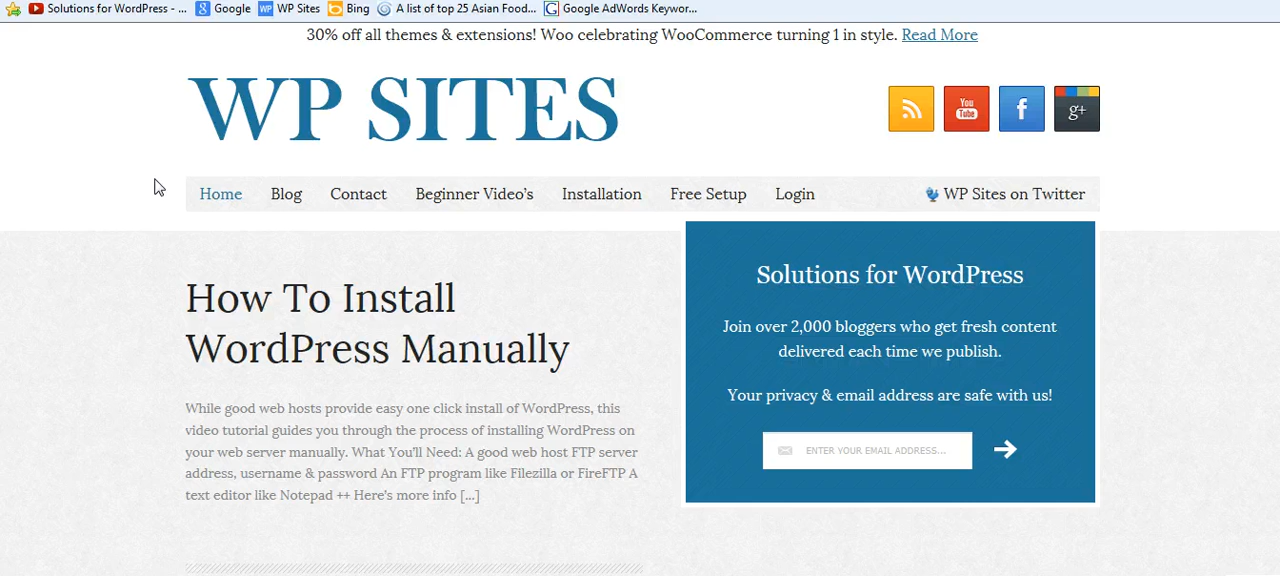 Solutions for WordPress - ... Google WP Sites Bing A list of top 25 Asian Food... Google AdWords Keywor...
30% off all themes & extensions! Woo celebrating WooCommerce turning 1 in style. Read More
WP SITES
You Tube f g+
Home Blog Contact Beginner Video's Installation Free Setup Login WP Sites on Twitter
How To Install
WordPress Manually
While good web hosts provide easy one click install of WordPress, this
video tutorial guides you through the process of installing WordPress on
your web server manually. What You'll Need: A good web host FTP server
address, username & password An FTP program like Filezilla or FireFTP A
text editor like Notepad ++ Here's more info [...]
Solutions for WordPress
Join over 2,000 bloggers who get fresh content
delivered each time we publish.
Your privacy & email address are safe with us!
ENTER YOUR EMAIL ADDRESS...